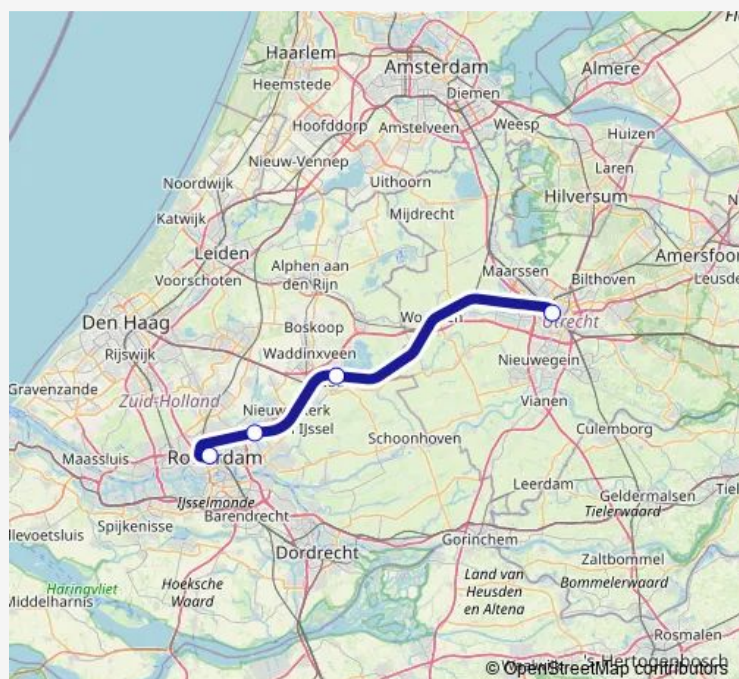 Haarlem
Amsterdam
Almere
Heemstede
Diemen
Weesp
Hoofddorp
Amstelveen
Huizen
Nieuw-Vennep
Laren
Noordwijk
Uithoorn
Hilversum
Katwijk
Mijdrecht
Leiden
Amersfoor
Voorschoten
Alphen aan
den Rijn
Maarssen
Bilthoven
Leusde
Den Haag
Boskoop
Utrecht
Rijswijk
Waddinxveen
Nieuwegein
Gravenzande
Zuid-Holland
Vianen
IJssel
Schoonhoven
Culemborg
Maassluis
Leerdam
IJsselmonde
Geldermalsen
Tielerwaard
Spijkenisse
Barendrecht
llevoetsluis
Dordrecht
Gorinchem
Zaltbommel
Haringvliet
Hoeksche
Waard
Land van
Heusden
en Altena
Bommelerwaard
Middelharnis
Rosmalen
's-Hertogenbosch
© OpenStreetMap contributors